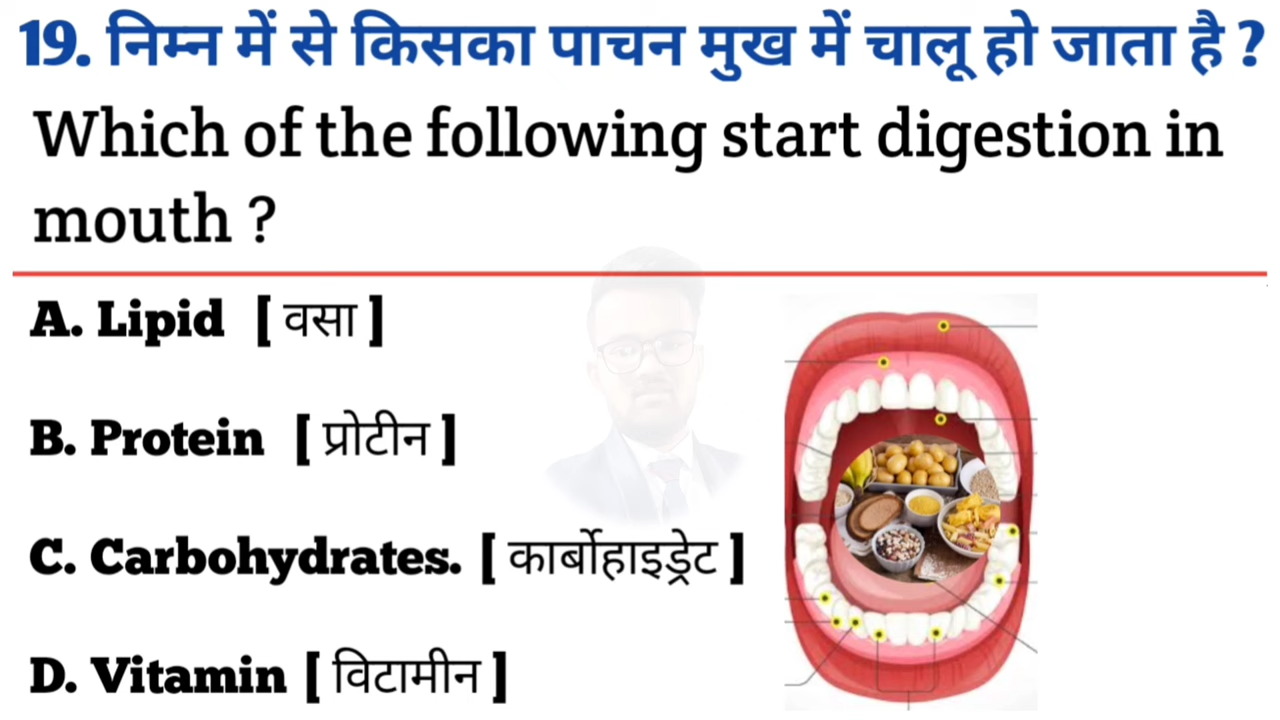 19. निम्न में से किसका पाचन मुख में चालू हो जाता है ?
Which of the following start digestion in
mouth ?
A. Lipid [ वसा ]
B. Protein [ प्रोटीन ]
C. Carbohydrates. [ कार्बोहाइड्रेट ]
D. Vitamin [ विटामीन ]